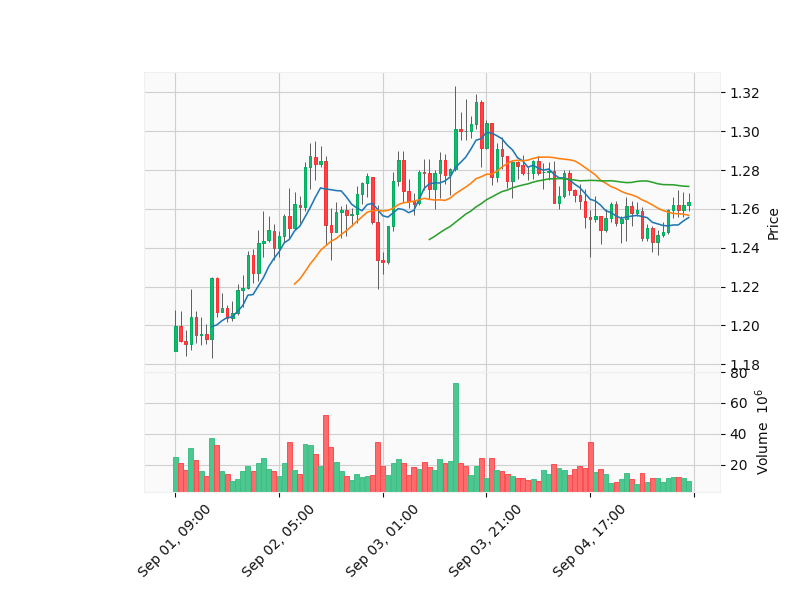 1.32
1.30
1.28
1.26
1.24
1.22
1.20
1.18
Price
80
60
40
20
Volume 10⁶
Sep 01, 09:00
Sep 02, 05:00
Sep 03, 01:00
Sep 03, 21:00
Sep 04, 17:00